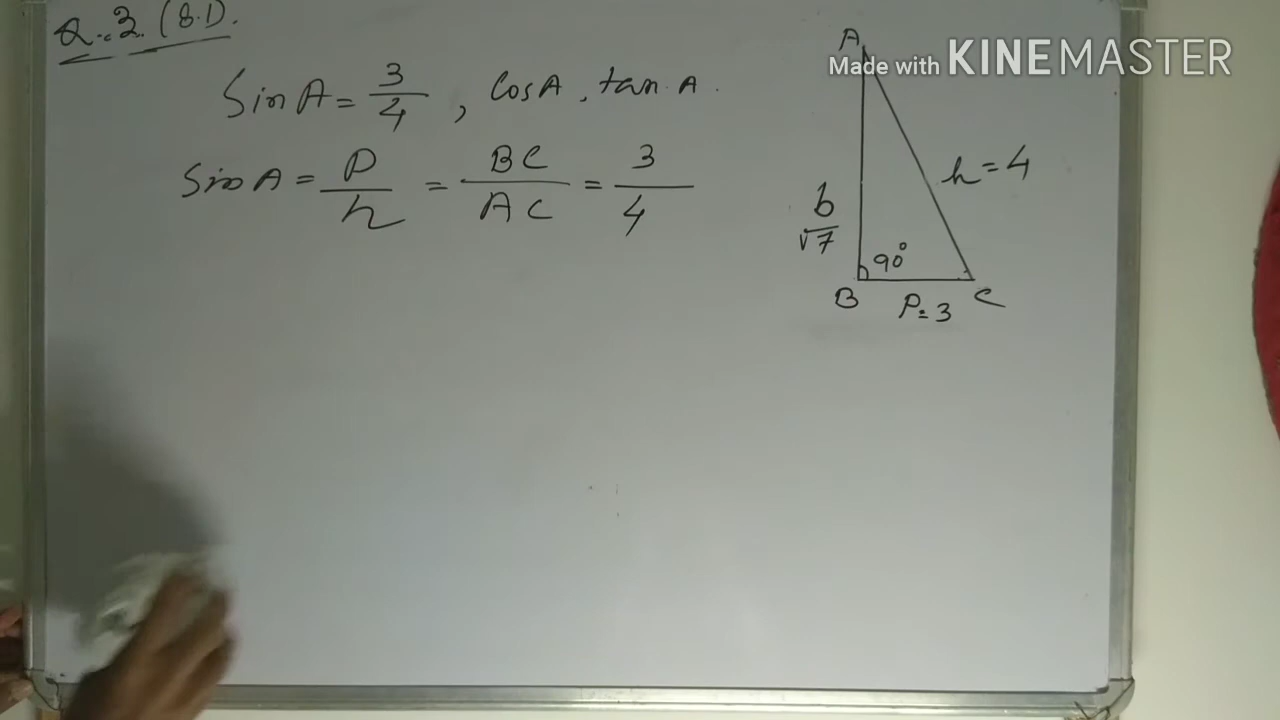 Q.3. (8.1).
Sin A = 3/4 , Cos A , tan A .
Sin A = P/h = BC/AC = 3/4
A
Made with KINEMASTER
h = 4
b
√7
90°
B
C
P = 3